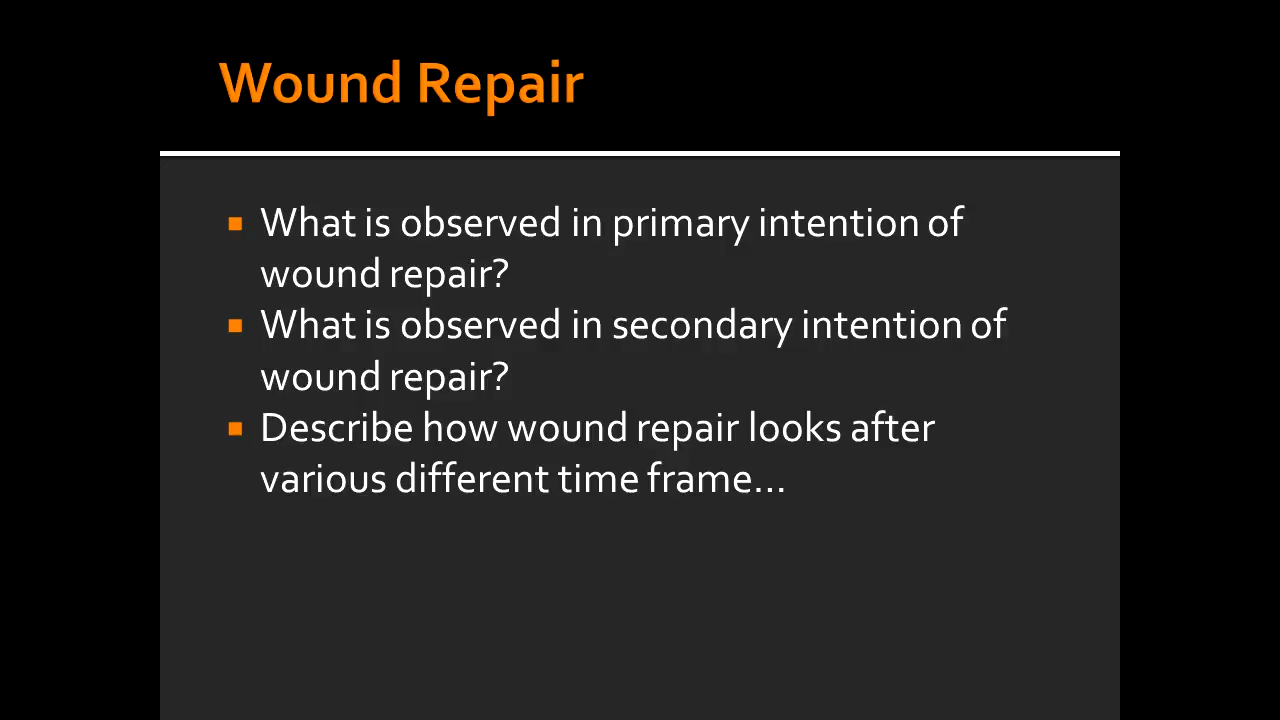 Wound Repair
What is observed in primary intention of
wound repair?
What is observed in secondary intention of
wound repair?
Describe how wound repair looks after
various different time frame...